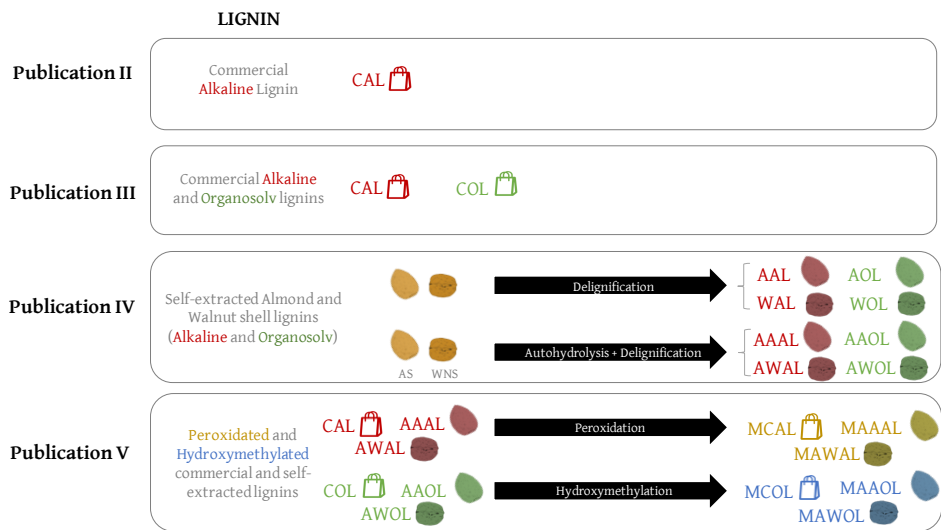 LIGNIN
Publication II
Commercial
Alkaline Lignin
CAL
Publication III
Commercial Alkaline
and Organosolv lignins
CAL
COL
Publication IV
Self-extracted Almond and
Walnut shell lignins
(Alkaline and Organosolv)
Delignification
AAL
AOL
WAL
WOL
AS
WNS
Autohydrolysis + Delignification
AAAL
AAOL
AWAL
AWOL
Publication V
Peroxidated and
Hydroxymethylated
commercial and self-
extracted lignins
CAL
AAAL
AWAL
Peroxidation
MCAL
MAAAL
MAWAL
COL
AAOL
AWOL
Hydroxymethylation
MCOL
MAAOL
MAWOL